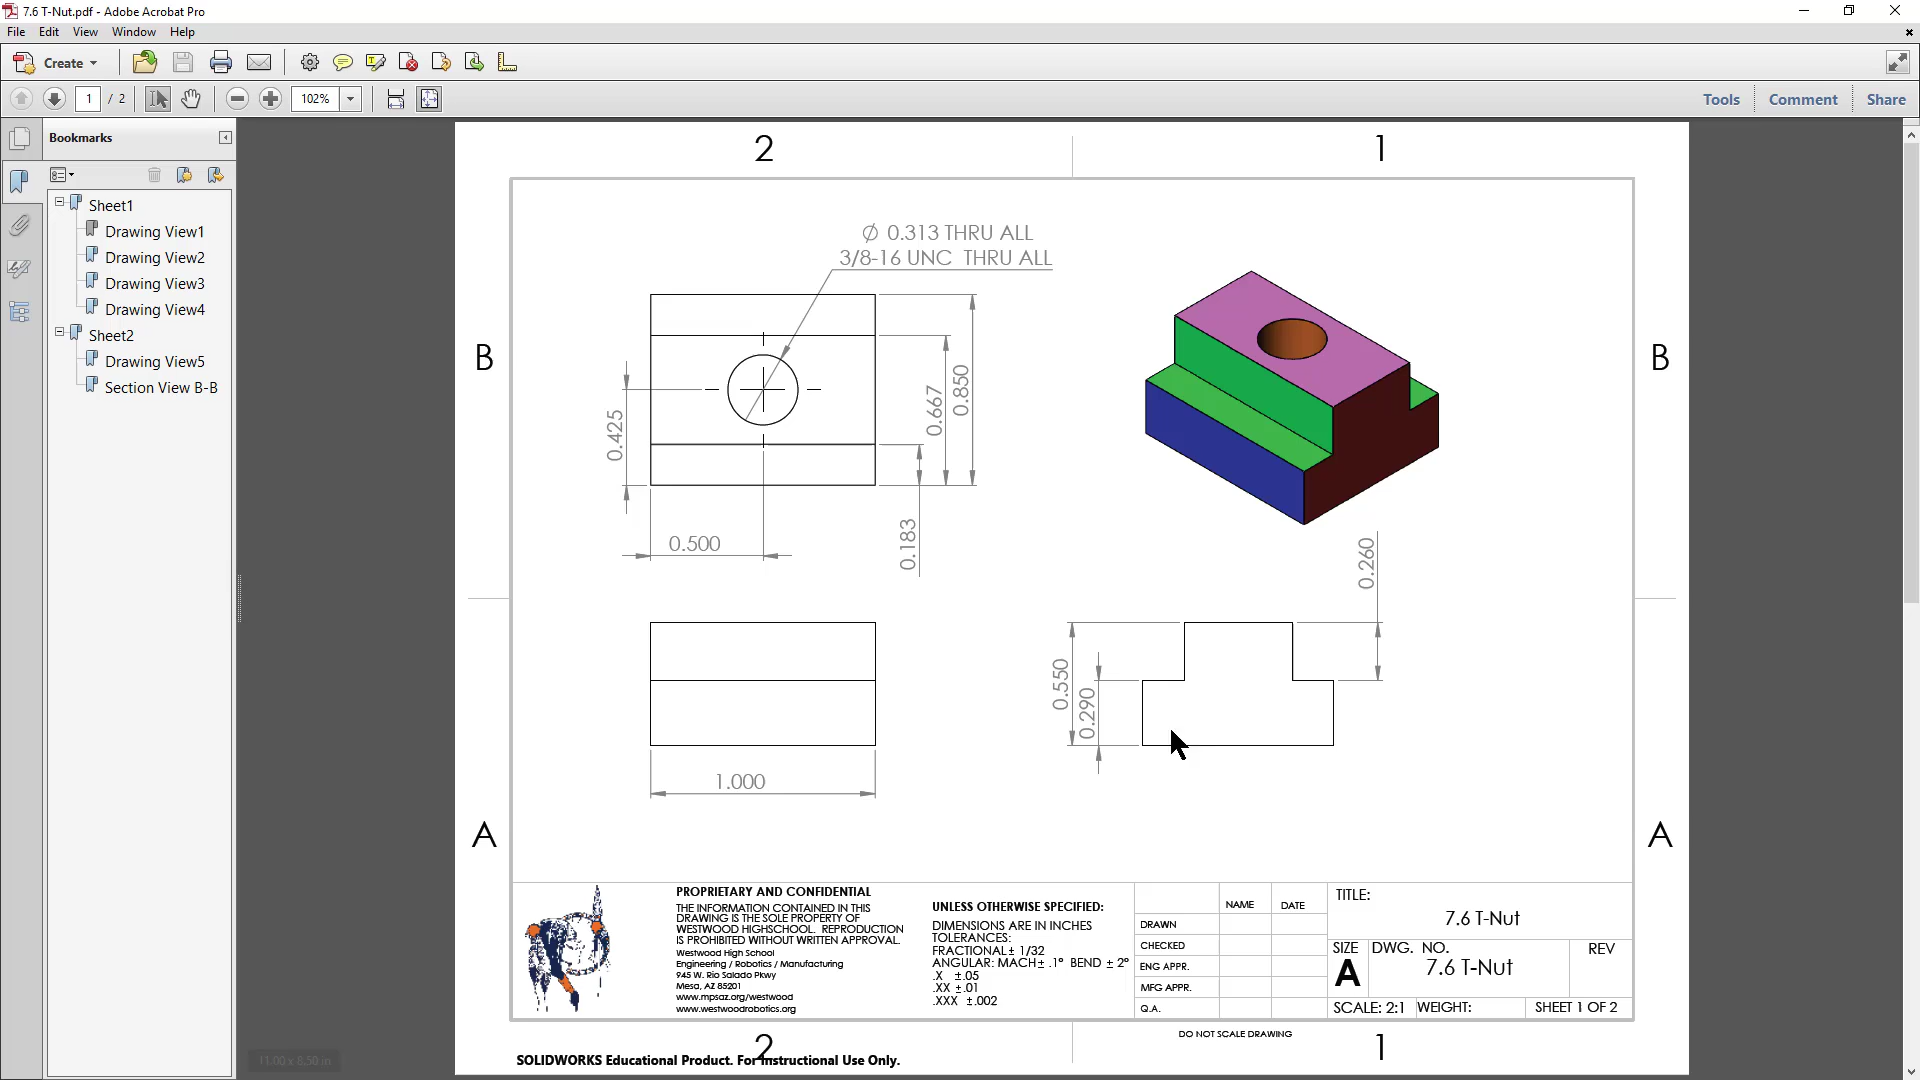 7.6 T-Nut.pdf - Adobe Acrobat Pro
File Edit View Window Help
Create
1 / 2 102% Tools Comment Share
Bookmarks
Sheet1
Drawing View1
Drawing View2
Drawing View3
Drawing View4
Sheet2
Drawing View5
Section View B-B
2 1
Ø 0.313 THRU ALL
3/8-16 UNC THRU ALL
B B
0.425
0.667
0.850
0.500
0.183
0.260
0.550
0.290
1.000
A A
PROPRIETARY AND CONFIDENTIAL
THE INFORMATION CONTAINED IN THIS
DRAWING IS THE SOLE PROPERTY OF
WESTWOOD HIGHSCHOOL. REPRODUCTION
IS PROHIBITED WITHOUT WRITTEN APPROVAL.
Westwood High School
Engineering / Robotics / Manufacturing
945 W. Rio Salado Pkwy
Mesa, AZ 85201
www.mpsaz.org/westwood
www.westwoodrobotics.org
UNLESS OTHERWISE SPECIFIED:
DIMENSIONS ARE IN INCHES
TOLERANCES:
FRACTIONAL± 1/32
ANGULAR: MACH± .1° BEND ± 2°
.X ±.05
.XX ±.01
.XXX ±.002
NAME DATE
DRAWN
CHECKED
ENG APPR.
MFG APPR.
Q.A.
TITLE:
7.6 T-Nut
SIZE DWG. NO. REV
A 7.6 T-Nut
SCALE: 2:1 WEIGHT: SHEET 1 OF 2
DO NOT SCALE DRAWING
2 1
SOLIDWORKS Educational Product. For Instructional Use Only.
11.00 x 8.50 in